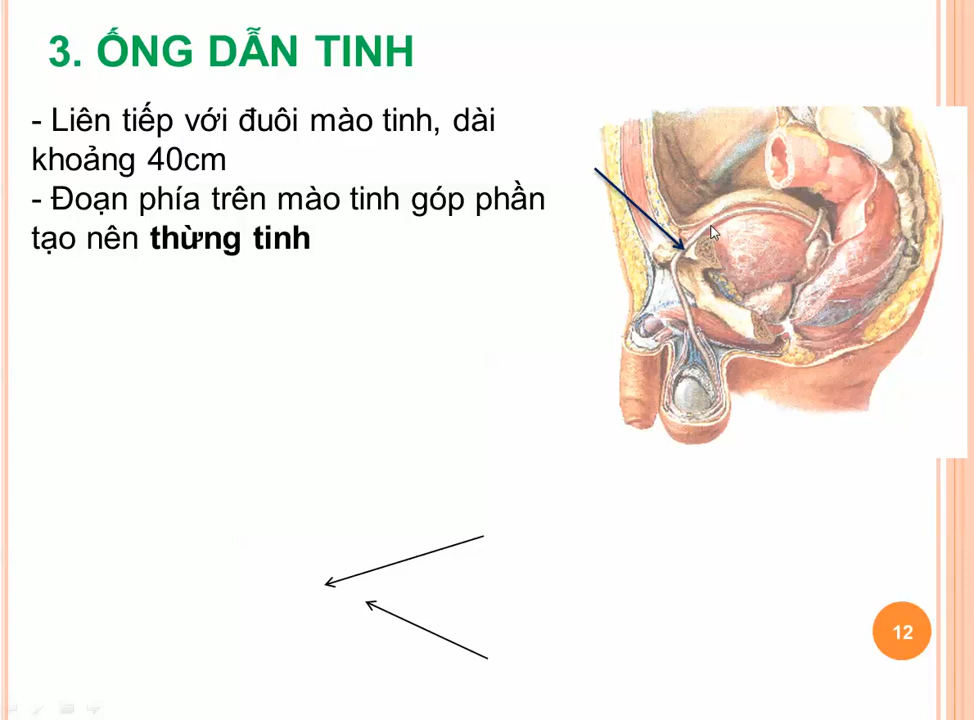 3. ỐNG DẪN TINH
- Liên tiếp với đuôi mào tinh, dài
khoảng 40cm
- Đoạn phía trên mào tinh góp phần
tạo nên thừng tinh
12